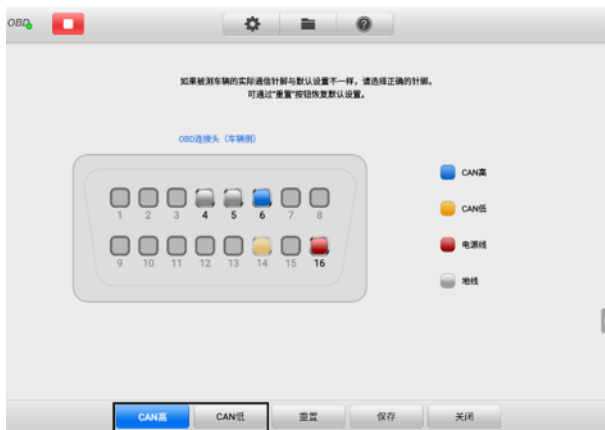 OBD
如果被测车辆的实际通信针脚与默认设置不一样，请选择正确的针脚。
可通过“重置”按钮恢复默认设置。
OBD连接头（车辆侧）
1 2 3 4 5 6 7 8
9 10 11 12 13 14 15 16
CAN高
CAN低
电源线
地线
CAN高 CAN低 重置 保存 关闭